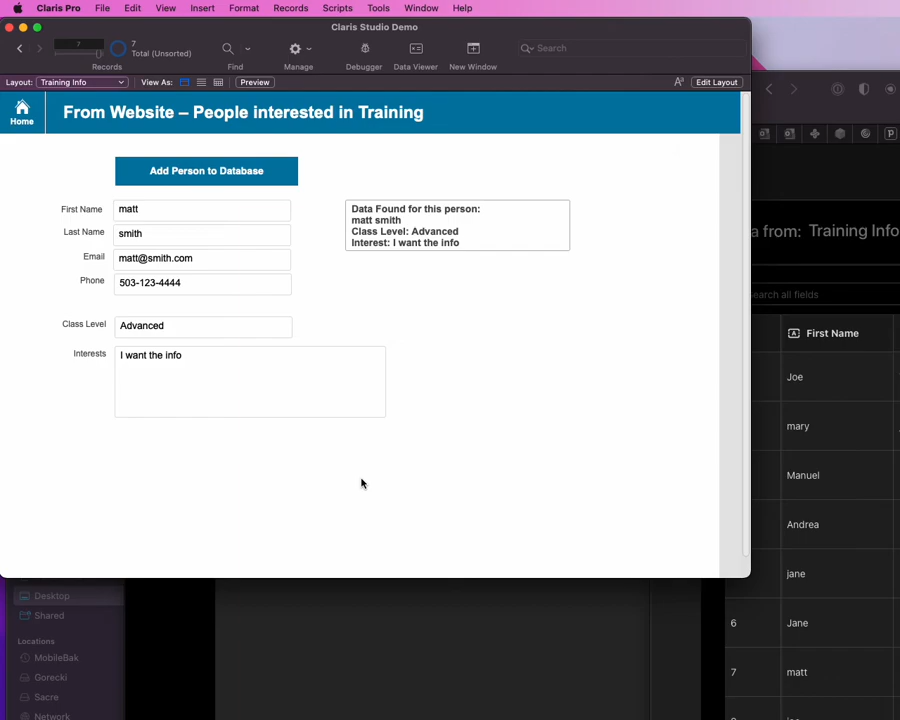 Claris Pro File Edit View Insert Format Records Scripts Tools Window Help
Claris Studio Demo
7
7
Total (Unsorted)
Records
Find
Manage
Debugger
Data Viewer
New Window
Search
Layout: Training Info View As: Preview Edit Layout
Home
From Website – People interested in Training
Add Person to Database
First Name matt
Last Name smith
Email matt@smith.com
Phone 503-123-4444
Class Level Advanced
Interests I want the info
Data Found for this person:
matt smith
Class Level: Advanced
Interest: I want the info
a from: Training Info
earch all fields
First Name
Joe
mary
Manuel
Andrea
jane
6 Jane
7 matt
Desktop
Shared
Locations
MobileBak
Gorecki
Sacre
Network